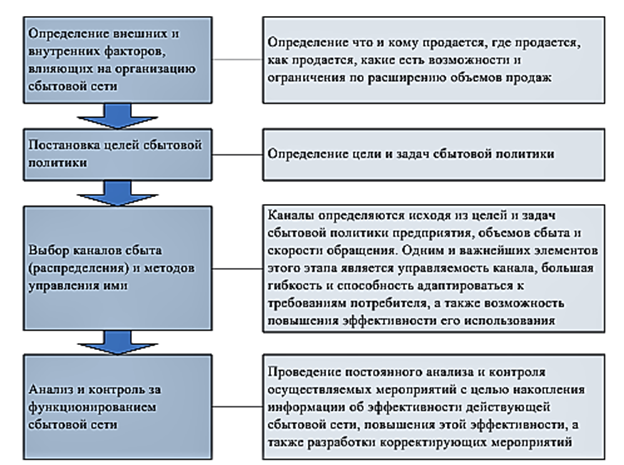 Определение внешних и
внутренних факторов,
влияющих на организацию
сбытовой сети
Определение что и кому продается, где продается,
как продается, какие есть возможности и
ограничения по расширению объемов продаж
Постановка целей сбытовой
политики
Определение цели и задач сбытовой политики
Выбор каналов сбыта
(распределения) и методов
управления ими
Каналы определяются исходя из целей и задач
сбытовой политики предприятия, объемов сбыта и
скорости обращения. Одним и важнейших элементов
этого этапа является управляемость канала, большая
гибкость и способность адаптироваться к
требованиям потребителя, а также возможность
повышения эффективности его использования
Анализ и контроль за
функционированием
сбытовой сети
Проведение постоянного анализа и контроля
осуществляемых мероприятий с целью накопления
информации об эффективности действующей
сбытовой сети, повышения этой эффективности, а
также разработки корректирующих мероприятий